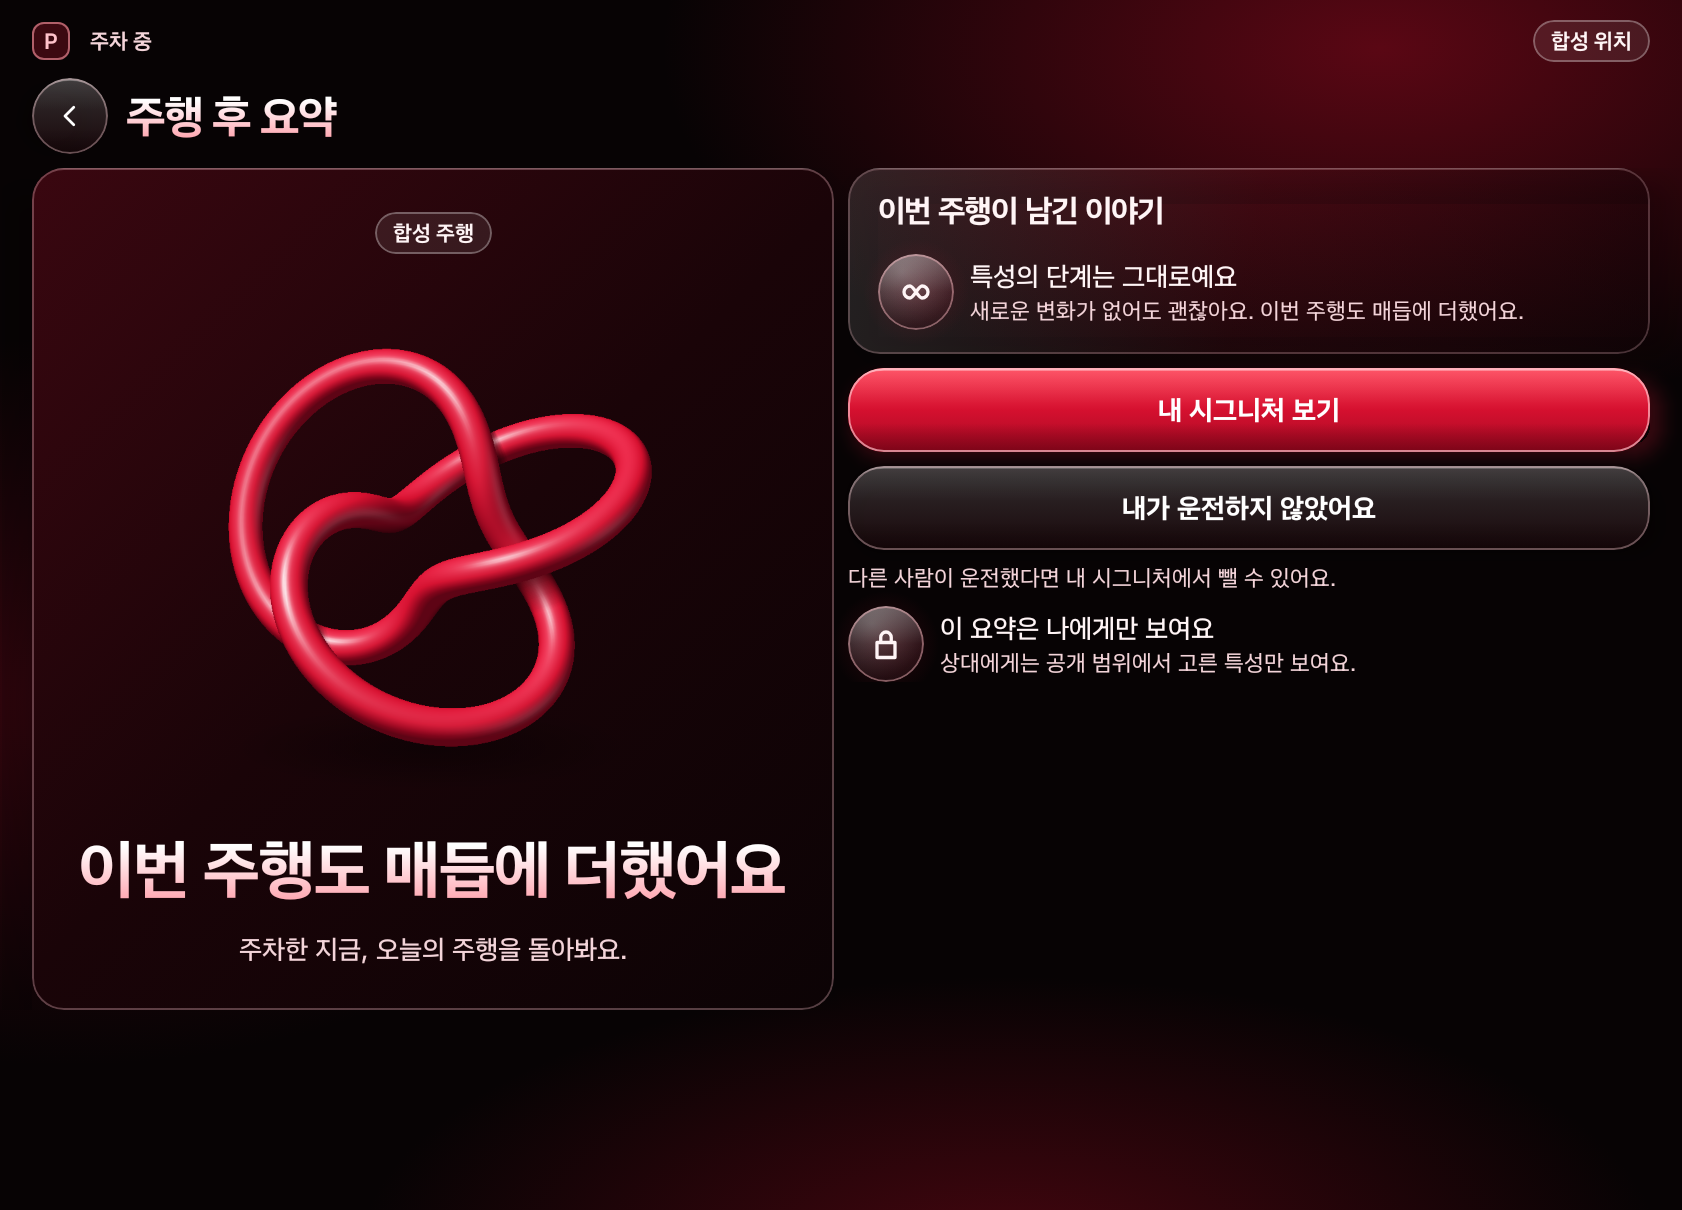 P 주차 중
합성 위치
주행 후 요약
합성 주행
이번 주행도 매듭에 더했어요
주차한 지금, 오늘의 주행을 돌아봐요.
이번 주행이 남긴 이야기
특성의 단계는 그대로예요
새로운 변화가 없어도 괜찮아요. 이번 주행도 매듭에 더했어요.
내 시그니처 보기
내가 운전하지 않았어요
다른 사람이 운전했다면 내 시그니처에서 뺄 수 있어요.
이 요약은 나에게만 보여요
상대에게는 공개 범위에서 고른 특성만 보여요.